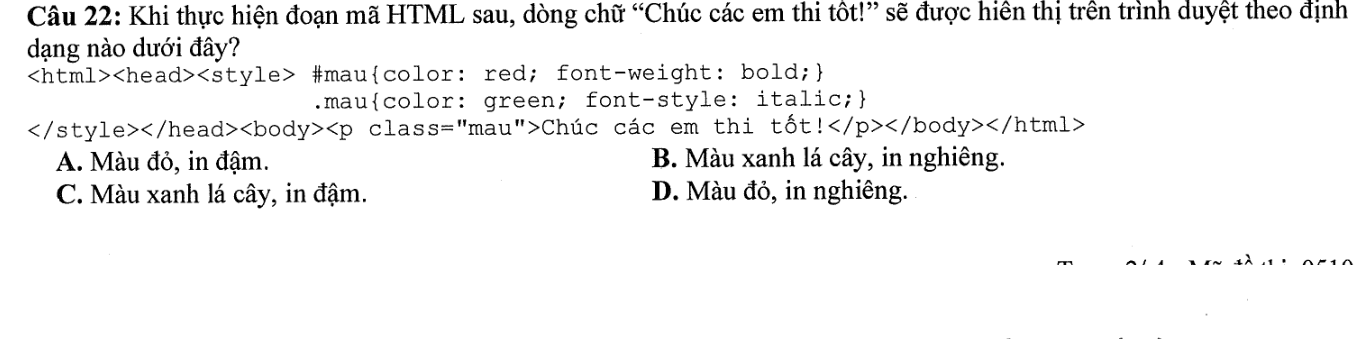 Câu 22: Khi thực hiện đoạn mã HTML sau, dòng chữ “Chúc các em thi tốt!” sẽ được hiển thị trên trình duyệt theo định
dạng nào dưới đây?
<html><head><style> #mau{color: red; font-weight: bold;}
.mau{color: green; font-style: italic;}
</style></head><body><p class="mau">Chúc các em thi tốt!</p></body></html>
A. Màu đỏ, in đậm.
B. Màu xanh lá cây, in nghiêng.
C. Màu xanh lá cây, in đậm.
D. Màu đỏ, in nghiêng.